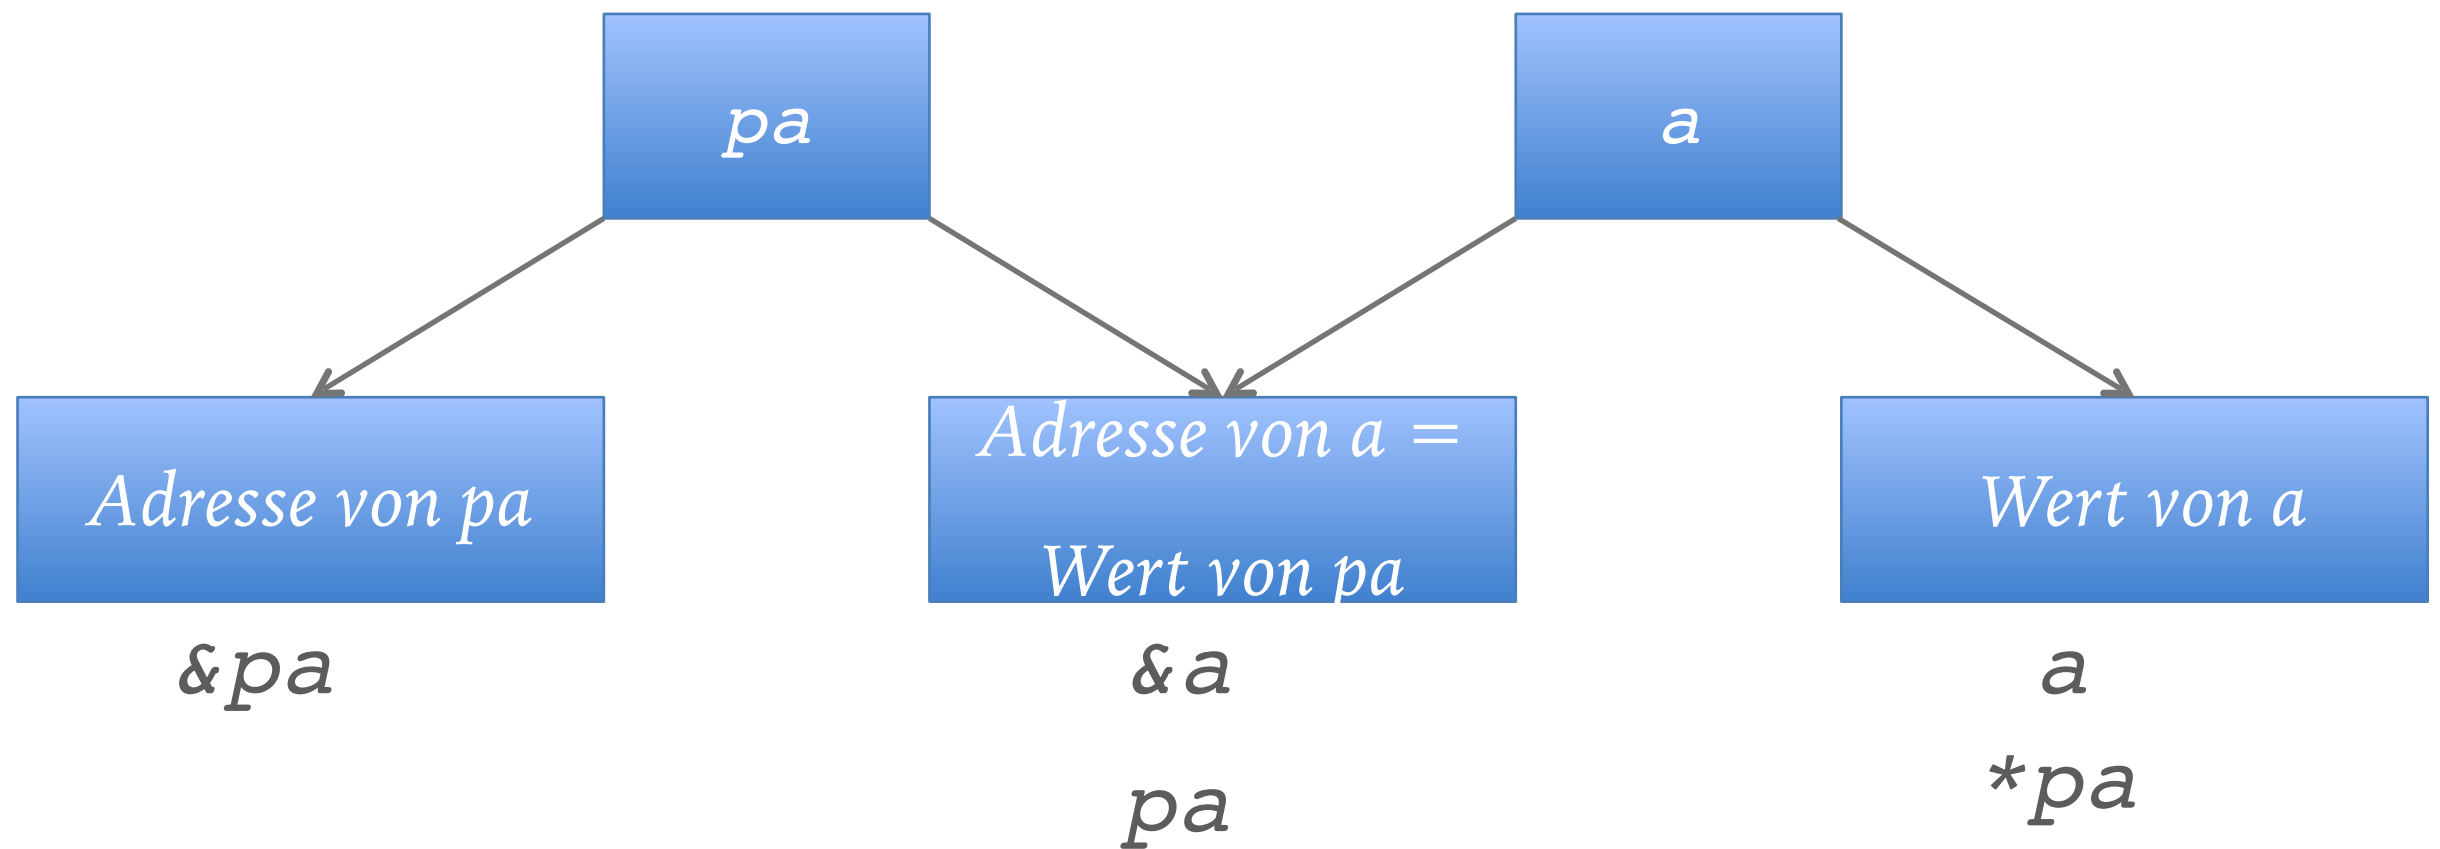 pa
a
Adresse von pa
Adresse von a =
Wert von pa
Wert von a
&pa
&a
a
pa
*pa